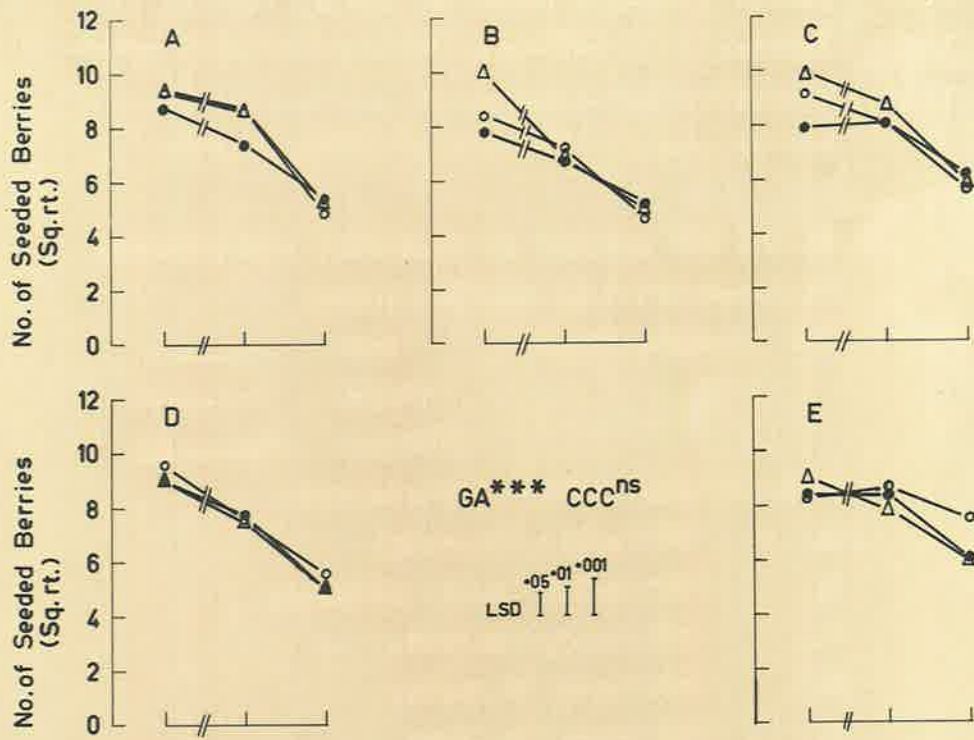 No. of Seeded Berries
(Sq. rt.)
12
10
8
6
4
2
0
A
B
C
No. of Seeded Berries
(Sq. rt.)
12
10
8
6
4
2
0
D
GA*** CCCns
LSD ·05 ·01 ·001
E